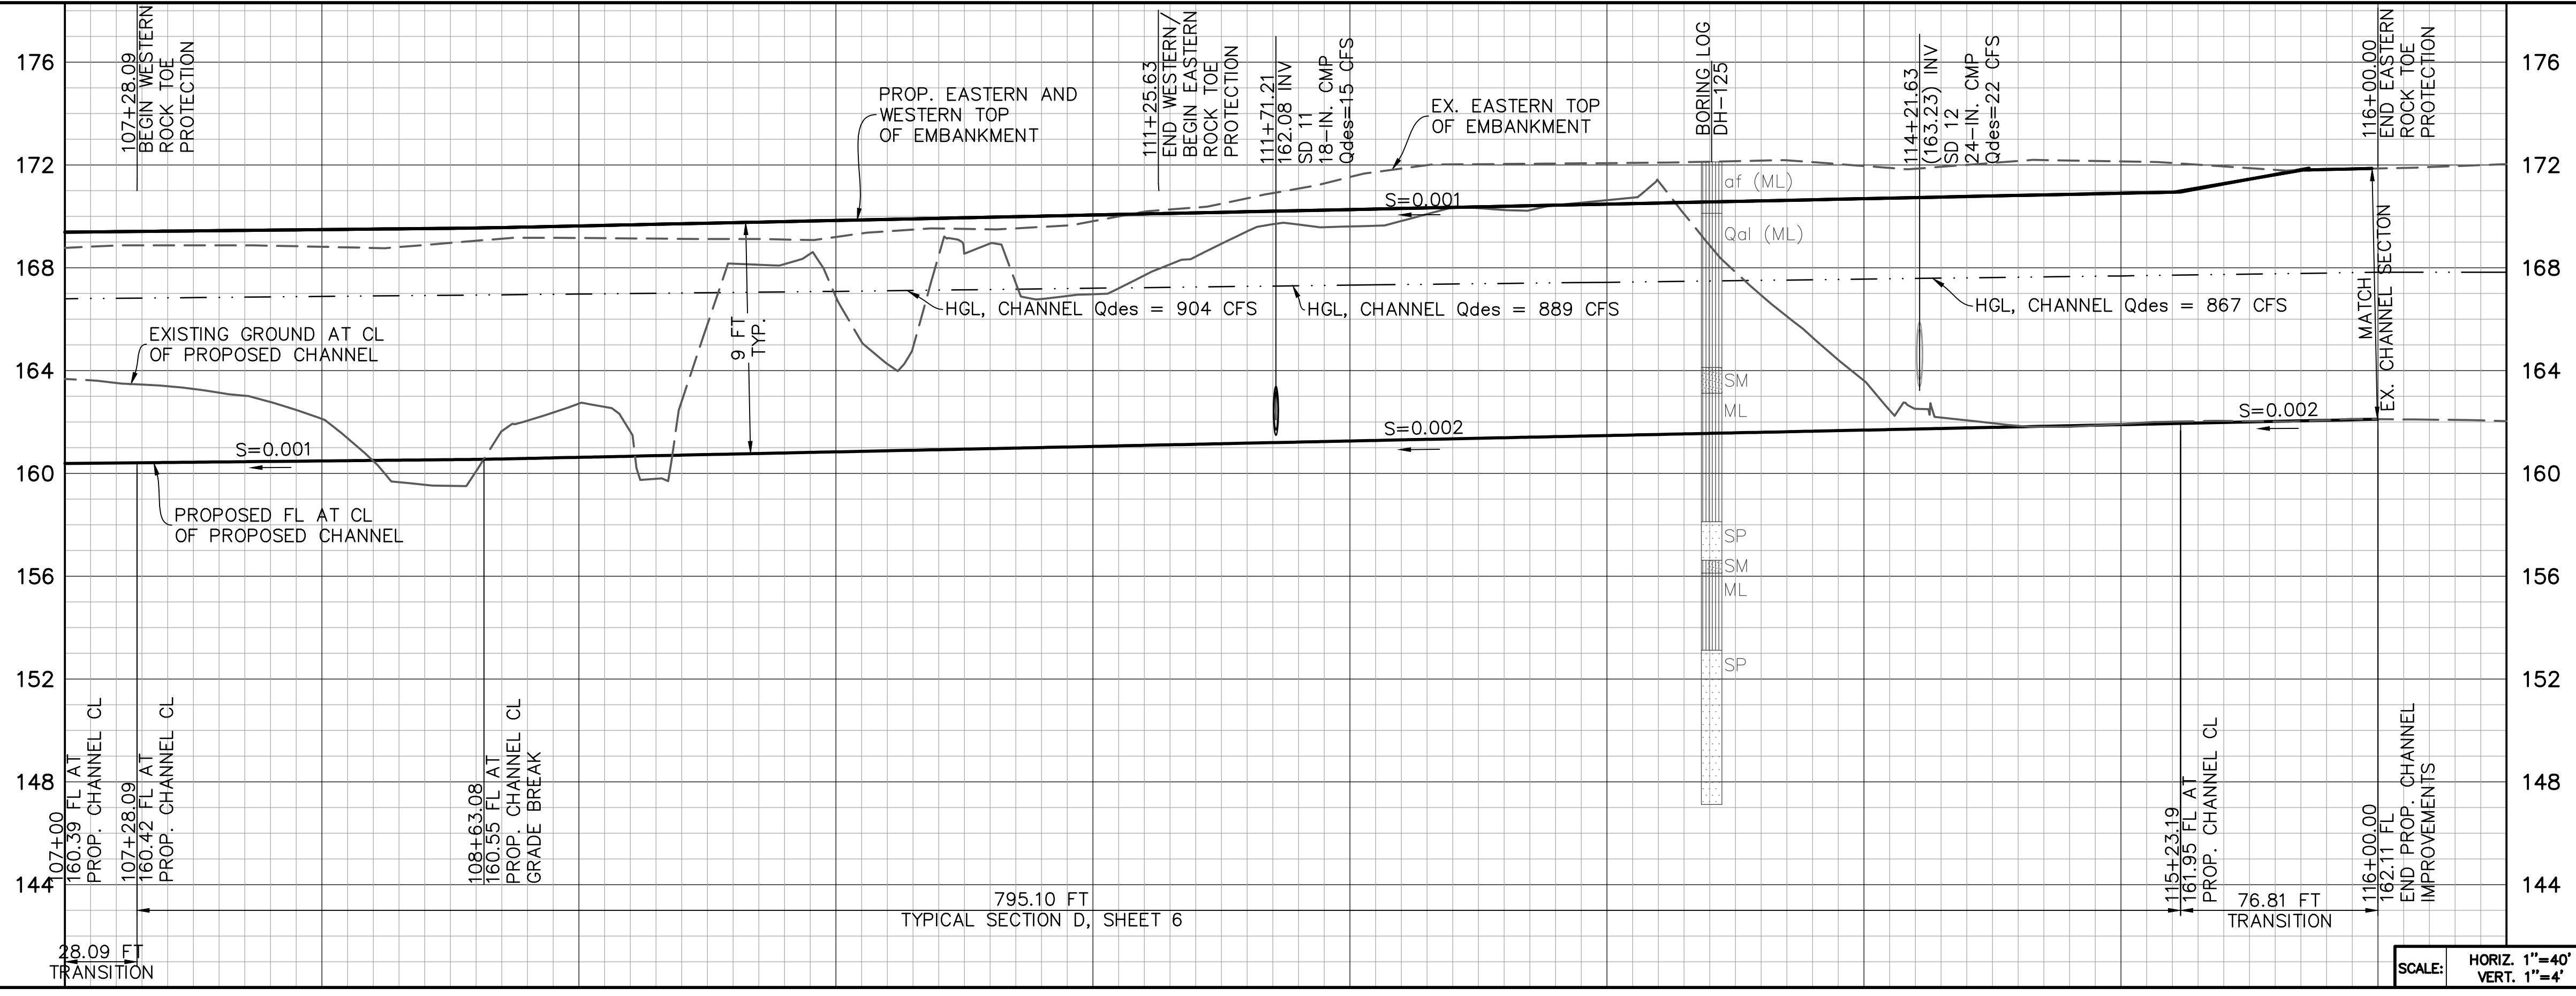 176
172
168
164
160
156
152
148
144
107+28.09
BEGIN WESTERN
ROCK TOE
PROTECTION
PROP. EASTERN AND
WESTERN TOP
OF EMBANKMENT
111+25.63
END WESTERN/
BEGIN EASTERN
ROCK TOE
PROTECTION
111+71.21
162.08 INV
SD 11
18-IN. CMP
Qdes=15 CFS
EX. EASTERN TOP
OF EMBANKMENT
BORING LOG
DH-125
114+21.63
(163.23) INV
SD 12
24-IN. CMP
Qdes=22 CFS
116+00.00
END EASTERN
ROCK TOE
PROTECTION
176
172
168
164
160
156
152
148
144
S=0.001
af (ML)
Qal (ML)
SM
ML
SP
SM
ML
SP
EXISTING GROUND AT CL
OF PROPOSED CHANNEL
9 FT
TYP.
HGL, CHANNEL Qdes = 904 CFS
HGL, CHANNEL Qdes = 889 CFS
HGL, CHANNEL Qdes = 867 CFS
MATCH
EX. CHANNEL SECTON
S=0.001
S=0.002
S=0.002
PROPOSED FL AT CL
OF PROPOSED CHANNEL
107+00
160.39 FL AT
PROP. CHANNEL CL
107+28.09
160.42 FL AT
PROP. CHANNEL CL
108+63.08
160.55 FL AT
PROP. CHANNEL CL
GRADE BREAK
115+23.19
161.95 FL AT
PROP. CHANNEL CL
116+00.00
162.11 FL
END PROP. CHANNEL
IMPROVEMENTS
795.10 FT
TYPICAL SECTION D, SHEET 6
76.81 FT
TRANSITION
28.09 FT
TRANSITION
SCALE:
HORIZ. 1"=40'
VERT. 1"=4'